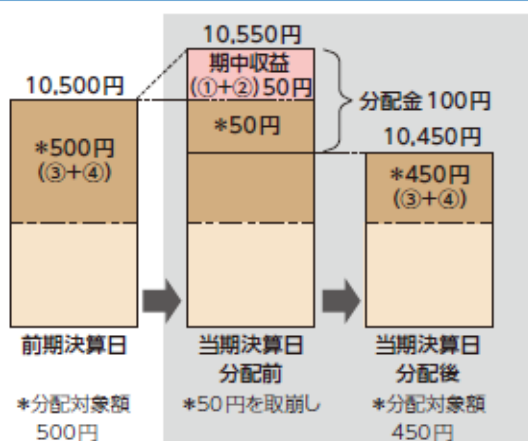 10,550円
期中収益
(①+②)50円
10,500円
分配金100円
*50円
10,450円
*500円
(③+④)
*450円
(③+④)
前期決算日
当期決算日
分配前
当期決算日
分配後
*分配対象額
500円
*50円を取崩し
*分配対象額
450円